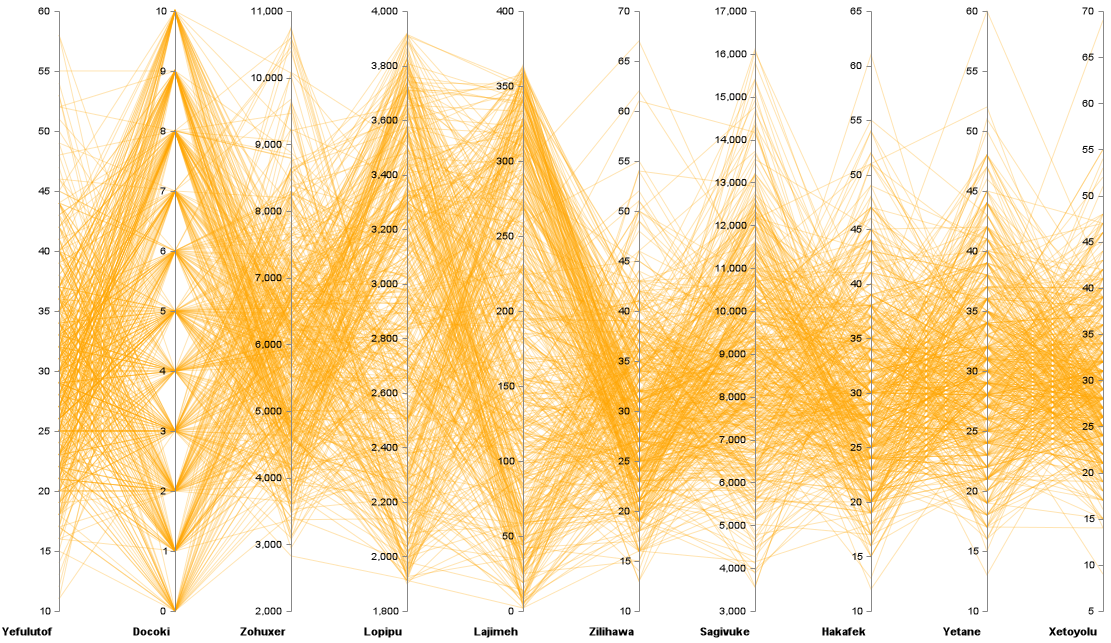 60 55 50 45 40 35 30 25 20 15 10
10 9 8 7 6 5 4 3 2 1 0
11,000 10,000 9,000 8,000 7,000 6,000 5,000 4,000 3,000 2,000
4,000 3,800 3,600 3,400 3,200 3,000 2,800 2,600 2,400 2,200 2,000 1,800
400 350 300 250 200 150 100 50 0
70 65 60 55 50 45 40 35 30 25 20 15 10
17,000 16,000 15,000 14,000 13,000 12,000 11,000 10,000 9,000 8,000 7,000 6,000 5,000 4,000 3,000
65 60 55 50 45 40 35 30 25 20 15 10
60 55 50 45 40 35 30 25 20 15 10
70 65 60 55 50 45 40 35 30 25 20 15 10 5
Yefulutof Docoki Zohuxer Lopipu Lajimeh Zilihawa Sagivuke Hakafek Yetane Xetoyolu